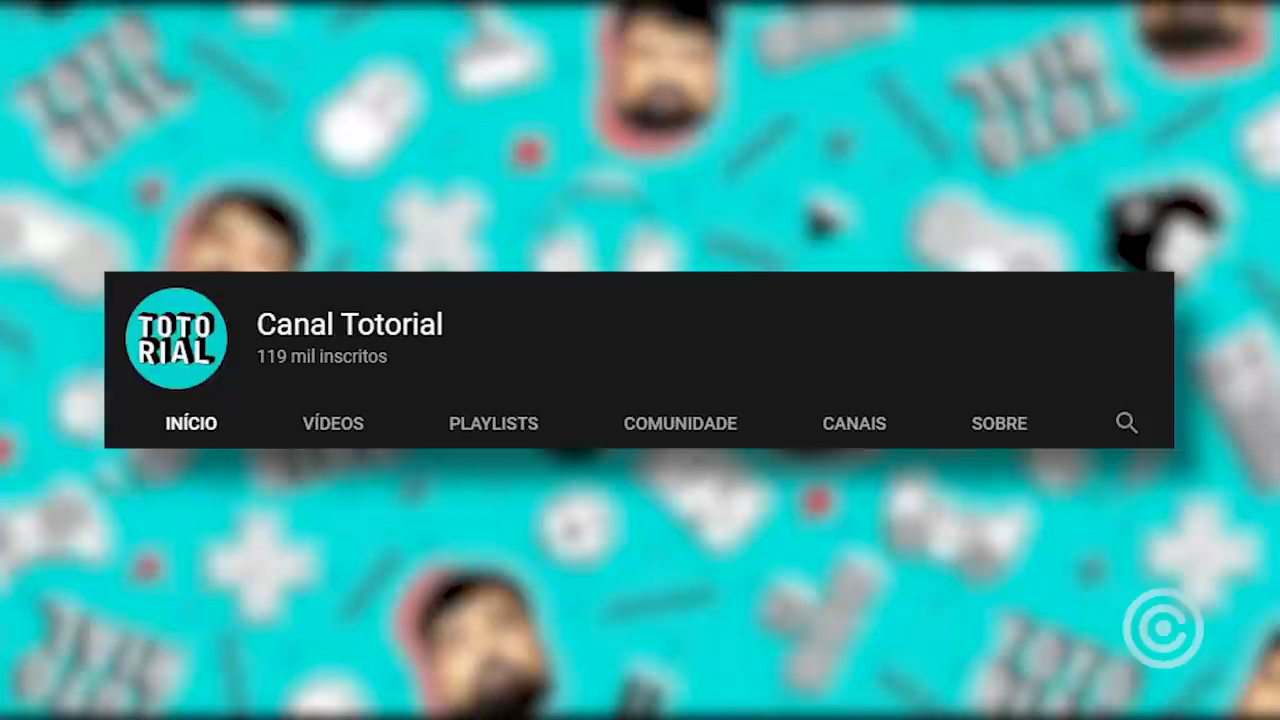 TOTO
RIAL
Canal Totorial
119 mil inscritos
INÍCIO VÍDEOS PLAYLISTS COMUNIDADE CANAIS SOBRE